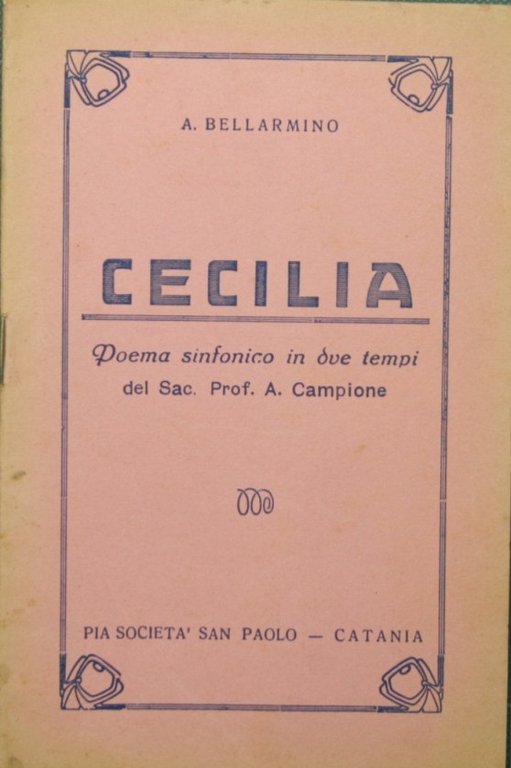 A. BELLARMINO
CECILIA
Poema sinfonico in due tempi
del Sac. Prof. A. Campione
PIA SOCIETA' SAN PAOLO — CATANIA